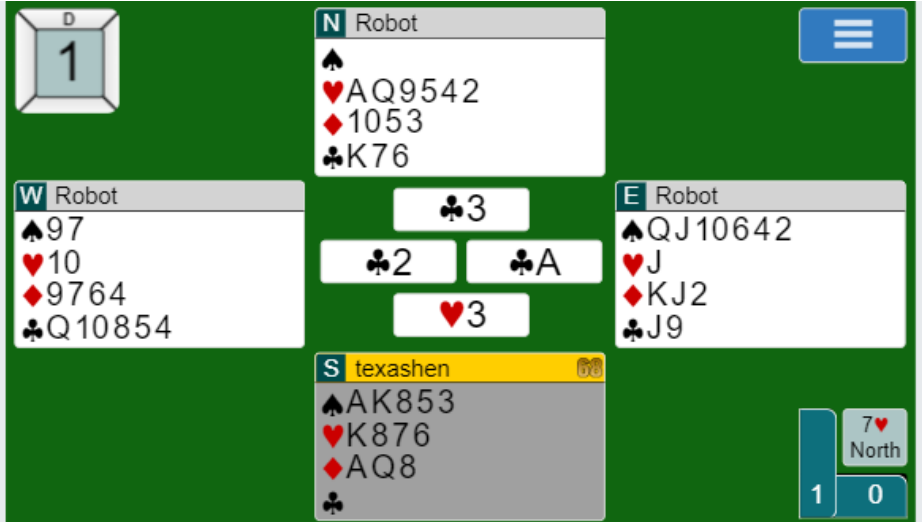 D
1
N Robot
♠
♥AQ9542
♦1053
♣K76
W Robot
♠97
♥10
♦9764
♣Q10854
♣3
♣2 ♣A
♥3
E Robot
♠QJ10642
♥J
♦KJ2
♣J9
S texashen 68
♠AK853
♥K876
♦AQ8
♣
7♥
North
1 0